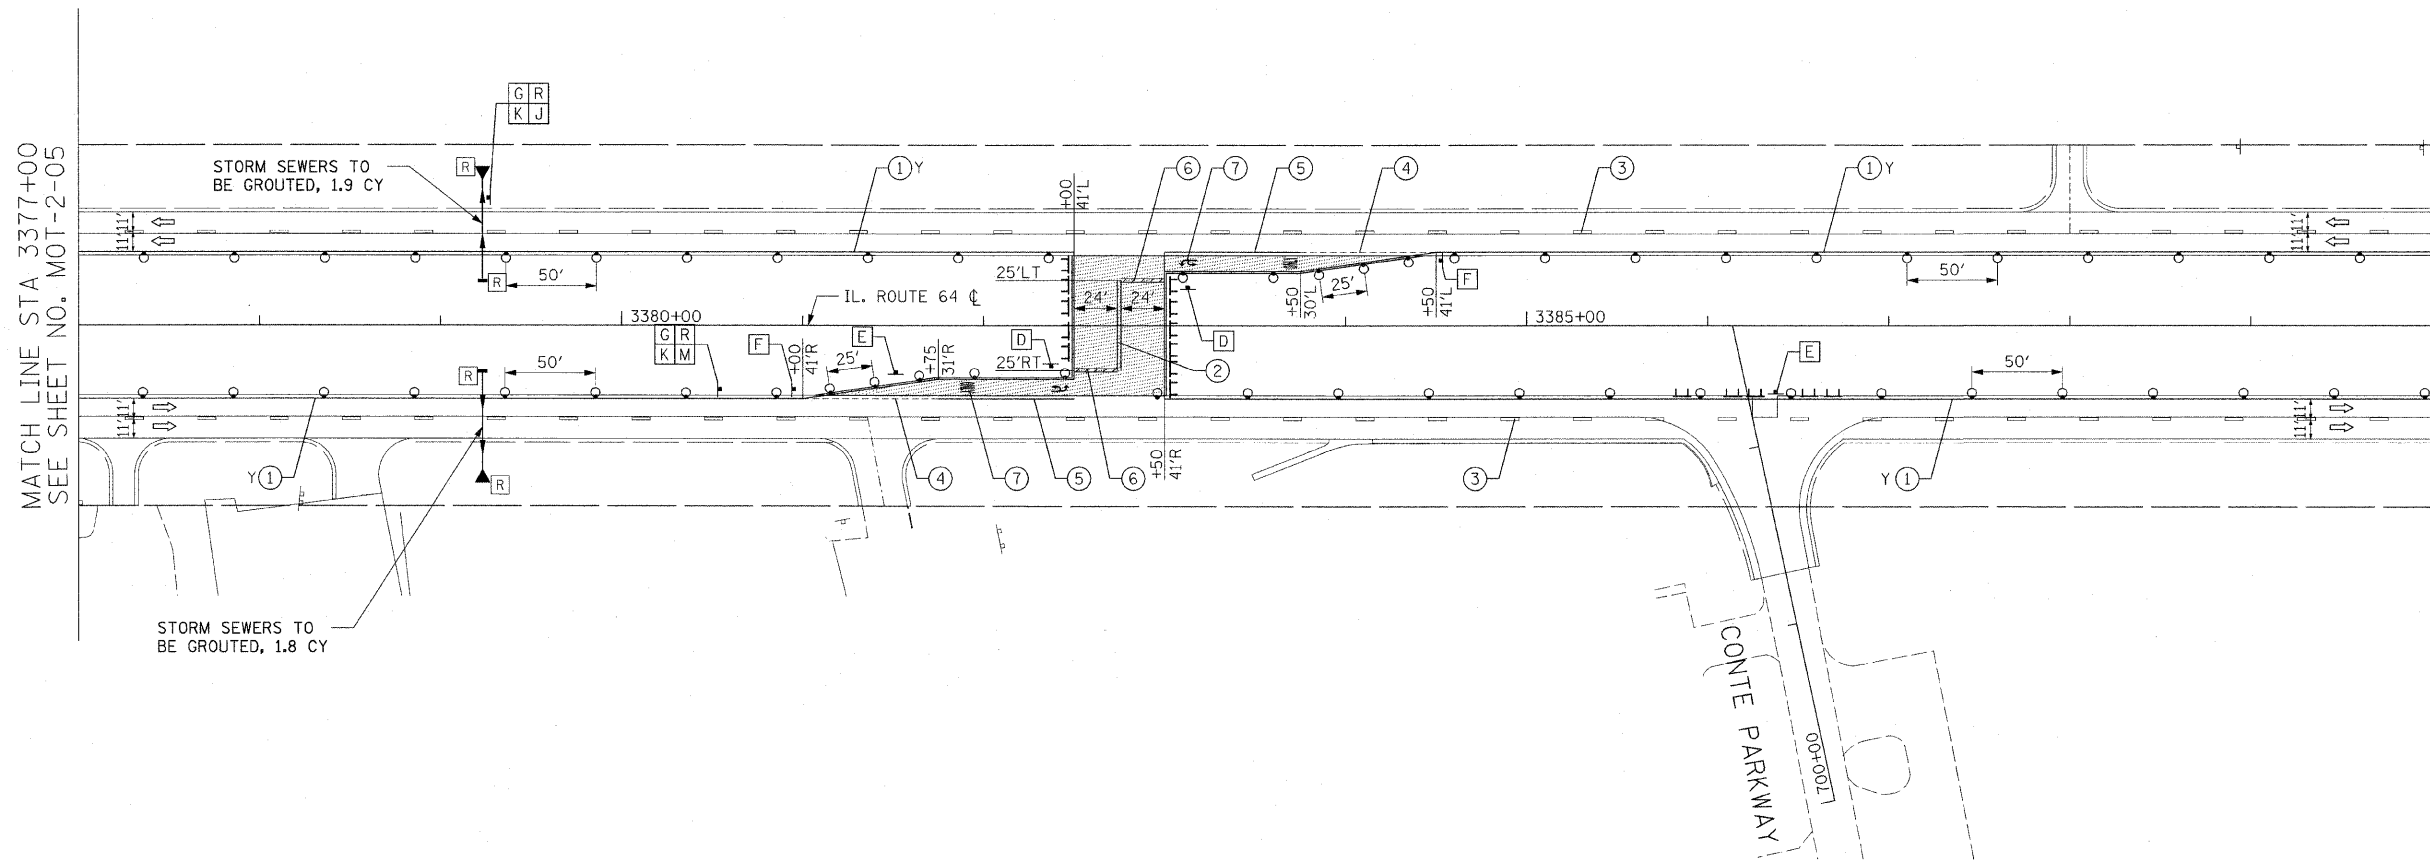 MATCH LINE STA 3377+00
SEE SHEET NO. MOT-2-05
G R
K J
STORM SEWERS TO
BE GROUTED, 1.9 CY
R
R
1 Y
+00
41'L
6
7
5
4
3
1 Y
11' 11'
11' 11'
50'
25'LT
24' 24'
25'
+50
30'L
+50
41'L
F
50'
IL. ROUTE 64 ℄
3380+00
3385+00
G R
K M
F
+00
41'R
E
25'
+75
31'R
D
25'RT
D
2
E
R
50'
50'
11' 11'
11' 11'
Y 1
R
4
7
5
6
+50
41'R
3
Y 1
STORM SEWERS TO
BE GROUTED, 1.8 CY
CONTE PARKWAY
700+00